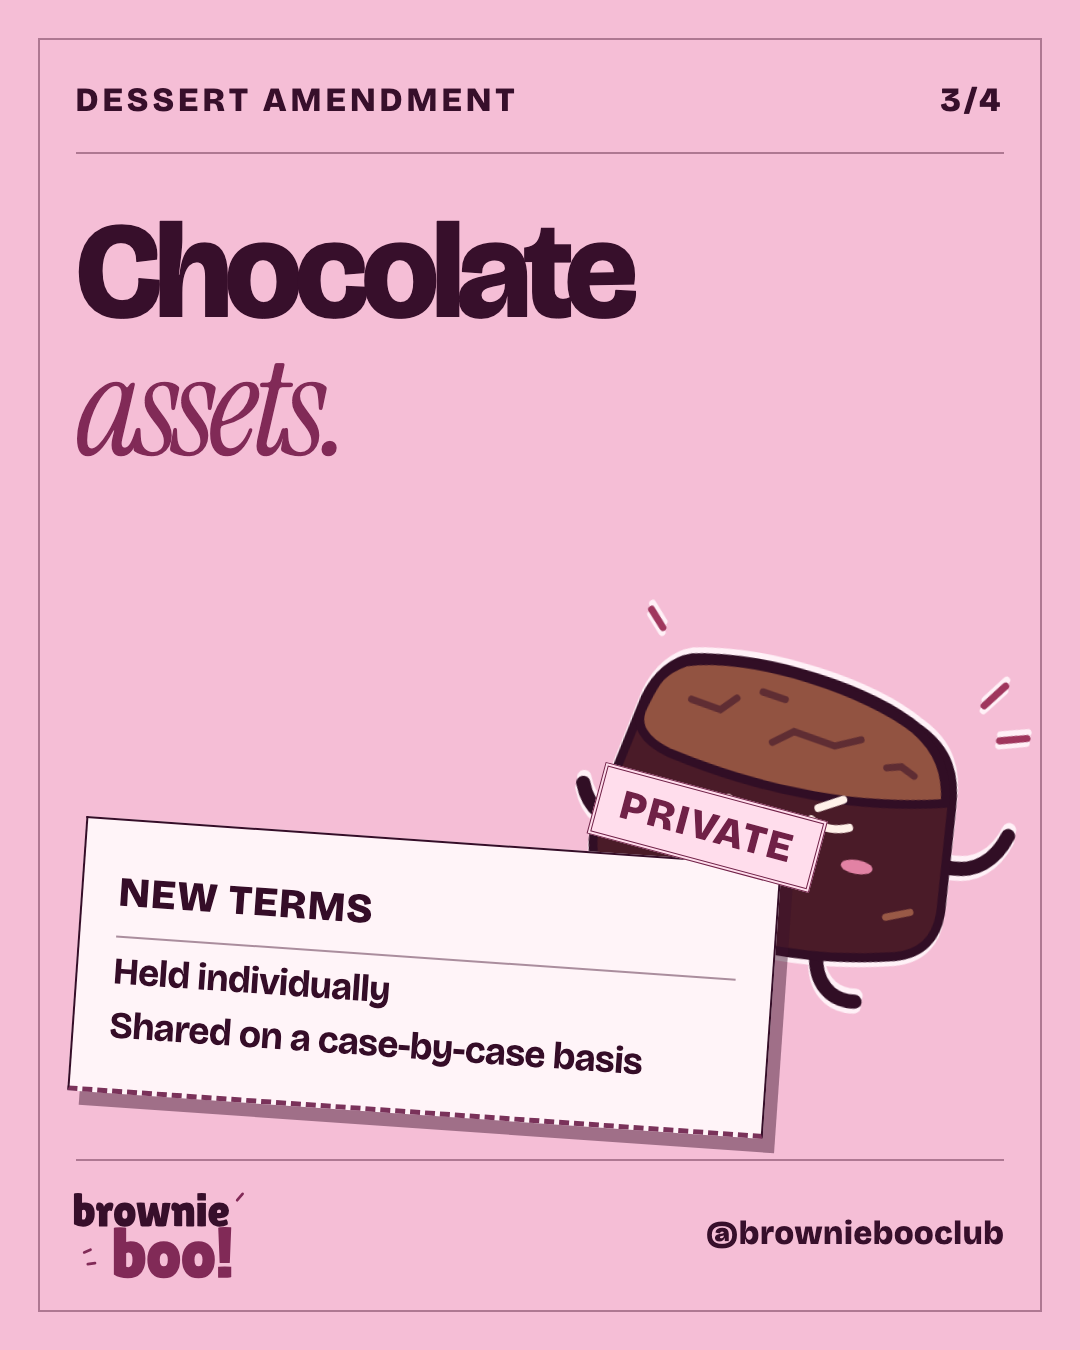 DESSERT AMENDMENT
3/4
Chocolate
assets.
PRIVATE
NEW TERMS
Held individually
Shared on a case-by-case basis
brownie
boo!
@browniebooclub